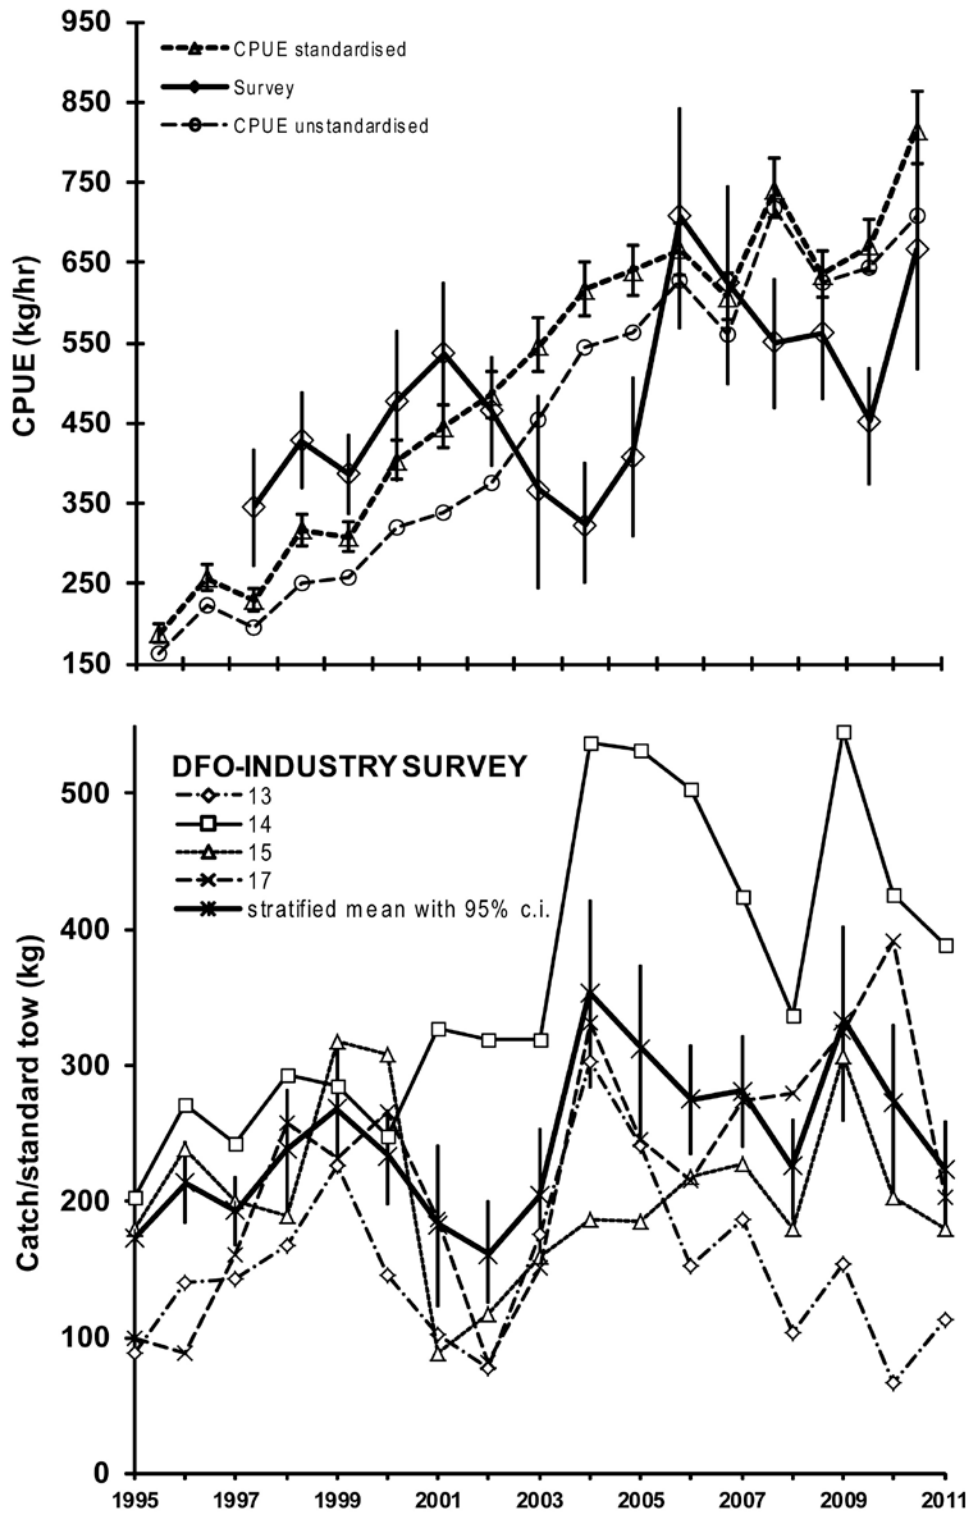 950
850
750
650
550
450
350
250
150
CPUE (kg/hr)
CPUE standardised
Survey
CPUE unstandardised
500
400
300
200
100
0
Catch/standard tow (kg)
DFO-INDUSTRY SURVEY
13
14
15
17
stratified mean with 95% c.i.
1995 1997 1999 2001 2003 2005 2007 2009 2011